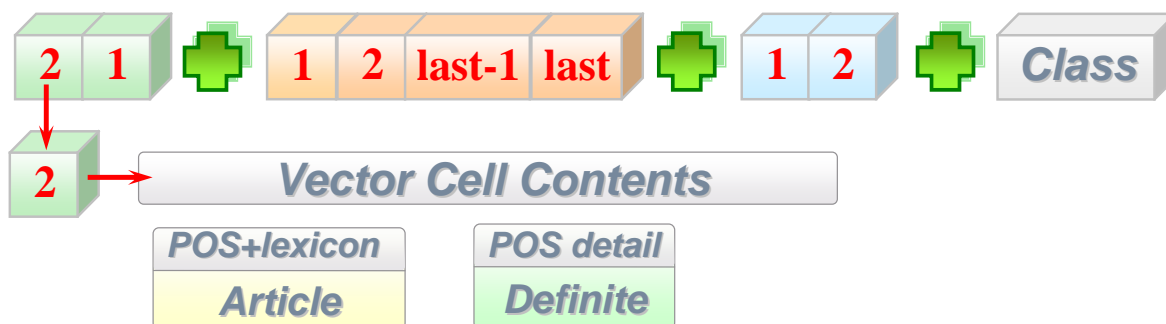 2 1 1 2 last-1 last 1 2 Class
2 Vector Cell Contents
POS+lexicon POS detail
Article Definite